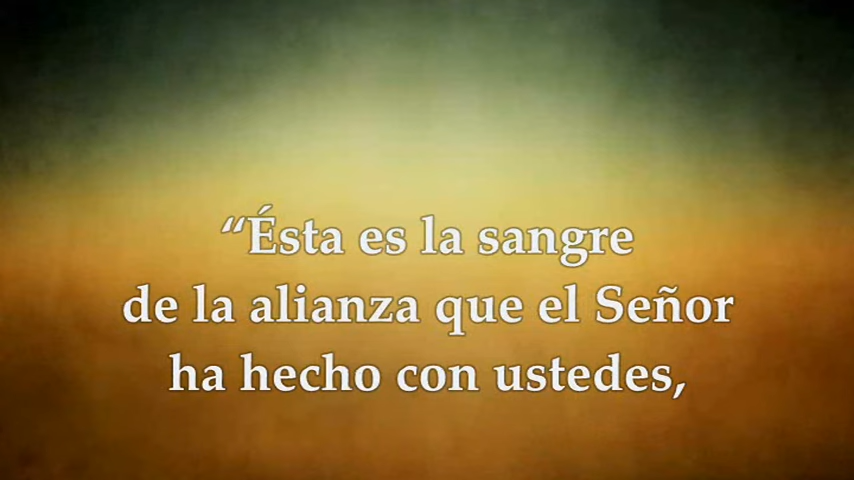 “Ésta es la sangre
de la alianza que el Señor
ha hecho con ustedes,